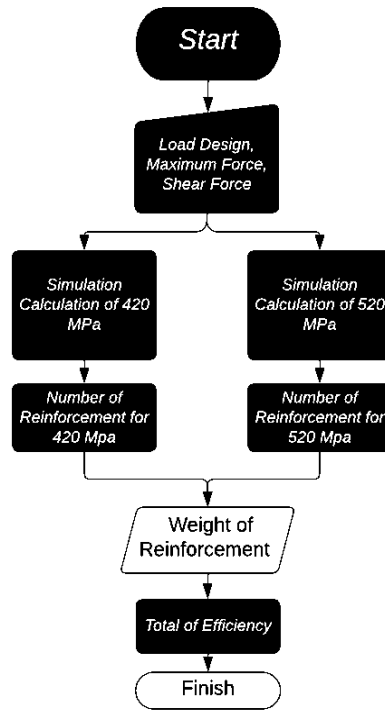 Start
Load Design,
Maximum Force,
Shear Force
Simulation
Calculation of 420
MPa
Simulation
Calculation of 520
MPa
Number of
Reinforcement for
420 Mpa
Number of
Reinforcement for
520 Mpa
Weight of
Reinforcement
Total of Efficiency
Finish